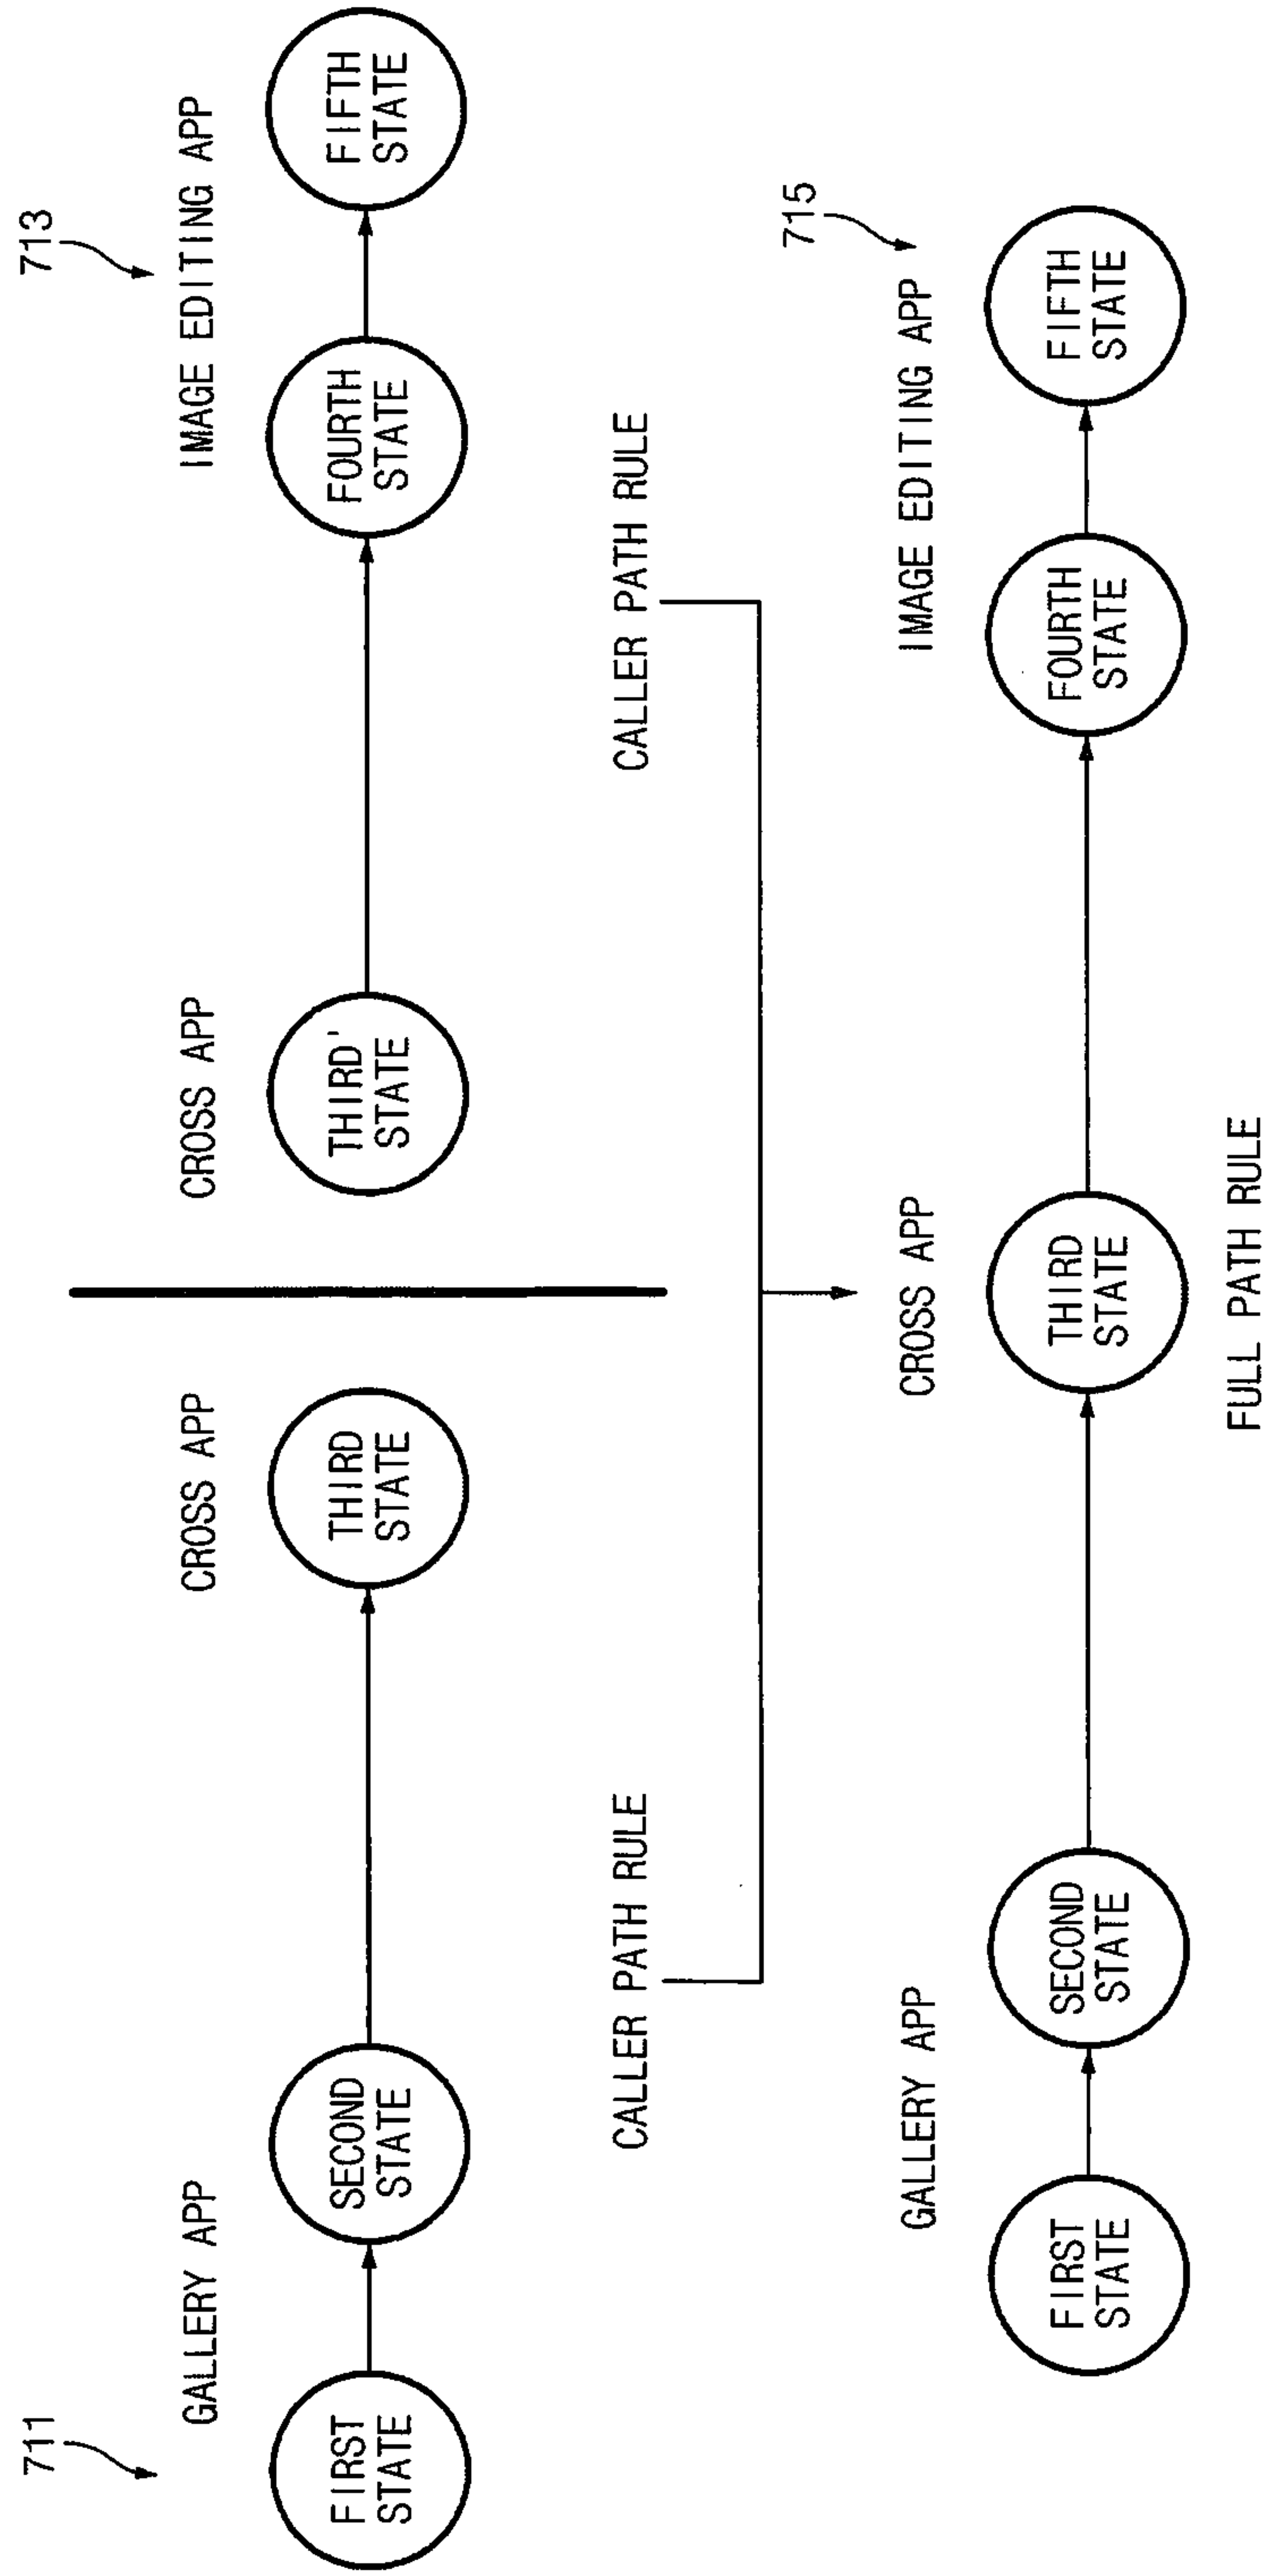 711
GALLERY APP
FIRST
STATE
SECOND
STATE
CROSS APP
THIRD
STATE
713
CROSS APP
THIRD'
STATE
IMAGE EDITING APP
FOURTH
STATE
FIFTH
STATE
CALLER PATH RULE
CALLER PATH RULE
715
GALLERY APP
FIRST
STATE
SECOND
STATE
CROSS APP
THIRD
STATE
IMAGE EDITING APP
FOURTH
STATE
FIFTH
STATE
FULL PATH RULE